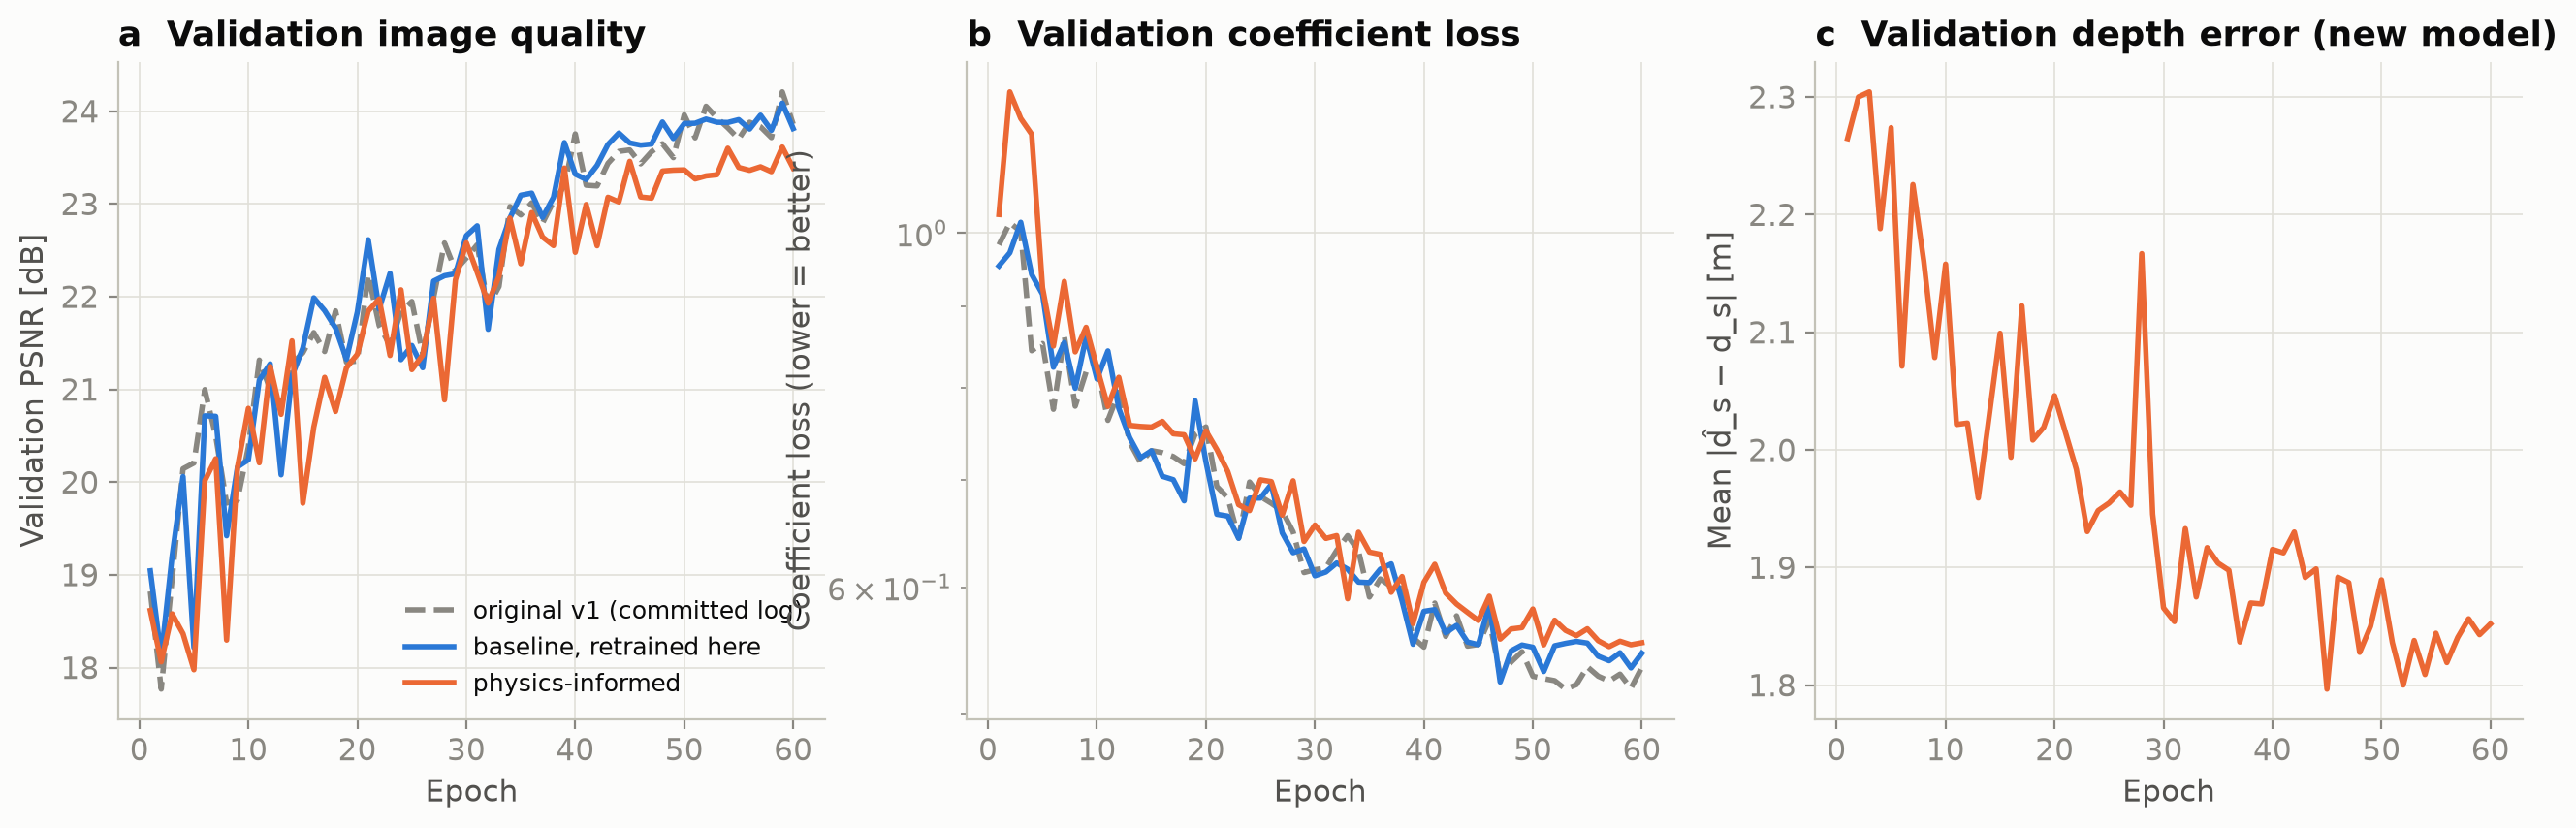 a Validation image quality
Validation PSNR [dB]
24
23
22
21
20
19
18
original v1 (committed log)
baseline, retrained here
physics-informed
0 10 20 30 40 50 60
Epoch
b Validation coefficient loss
Coefficient loss (lower = better)
10⁰
6 × 10⁻¹
0 10 20 30 40 50 60
Epoch
c Validation depth error (new model)
Mean |d̂_s − d_s| [m]
2.3
2.2
2.1
2.0
1.9
1.8
0 10 20 30 40 50 60
Epoch